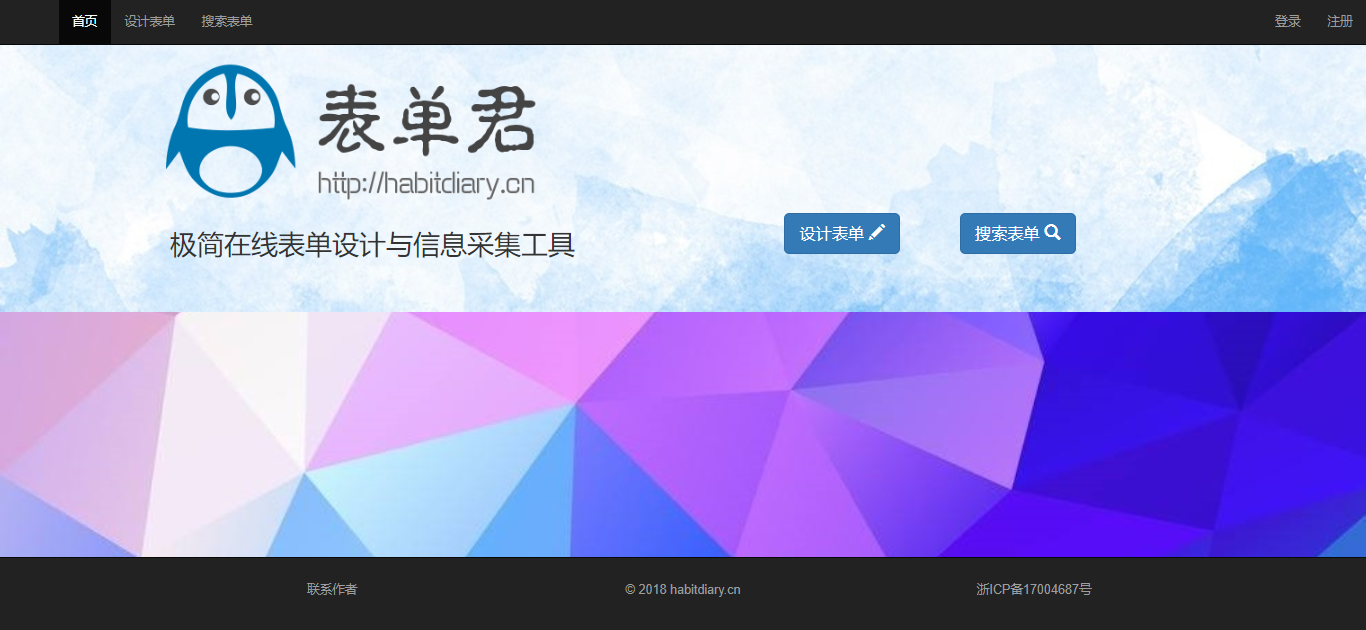 首页 设计表单 搜索表单 登录 注册
表单君
http://habitdiary.cn
极简在线表单设计与信息采集工具
设计表单 搜索表单
联系作者 © 2018 habitdiary.cn 浙ICP备17004687号